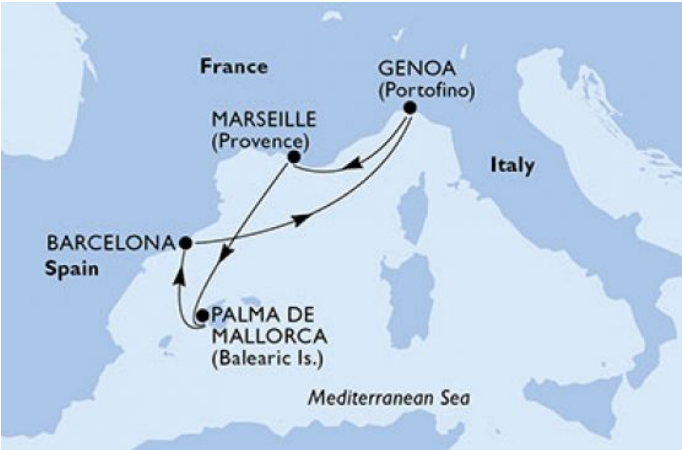 France
GENOA
(Portofino)
MARSEILLE
(Provence)
Italy
BARCELONA
Spain
PALMA DE
MALLORCA
(Balearic Is.)
Mediterranean Sea